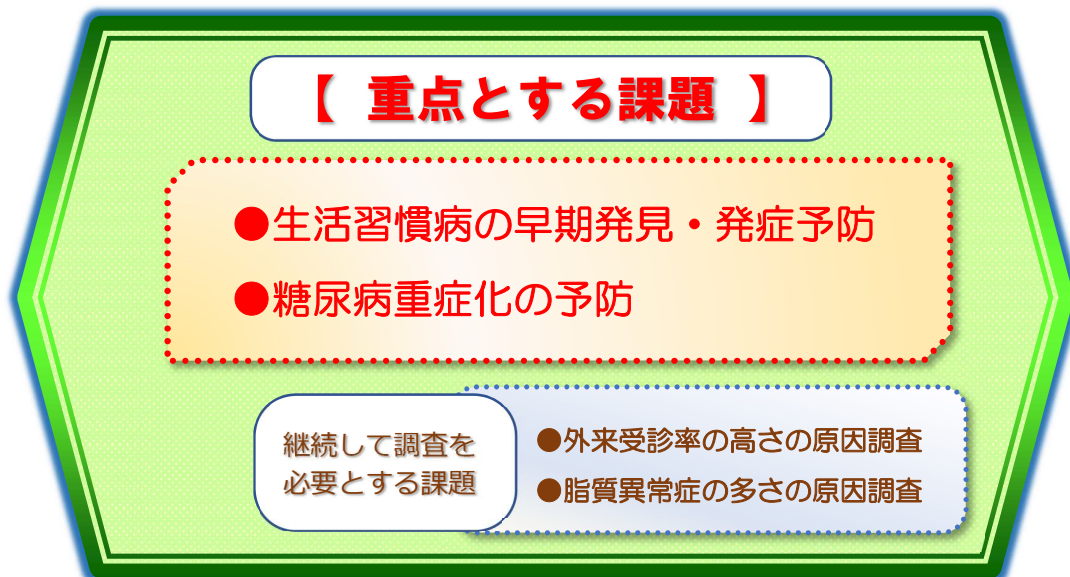 【 重点とする課題 】
●生活習慣病の早期発見・発症予防
●糖尿病重症化の予防
継続して調査を
必要とする課題
●外来受診率の高さの原因調査
●脂質異常症の多さの原因調査